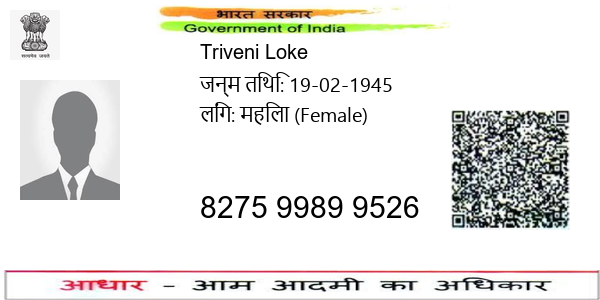 भारत सरकार
Government of India
सत्यमेव जयते
Triveni Loke
जन्म तिथि: 19-02-1945
लिंग: महिला (Female)
8275 9989 9526
आधार - आम आदमी का अधिकार